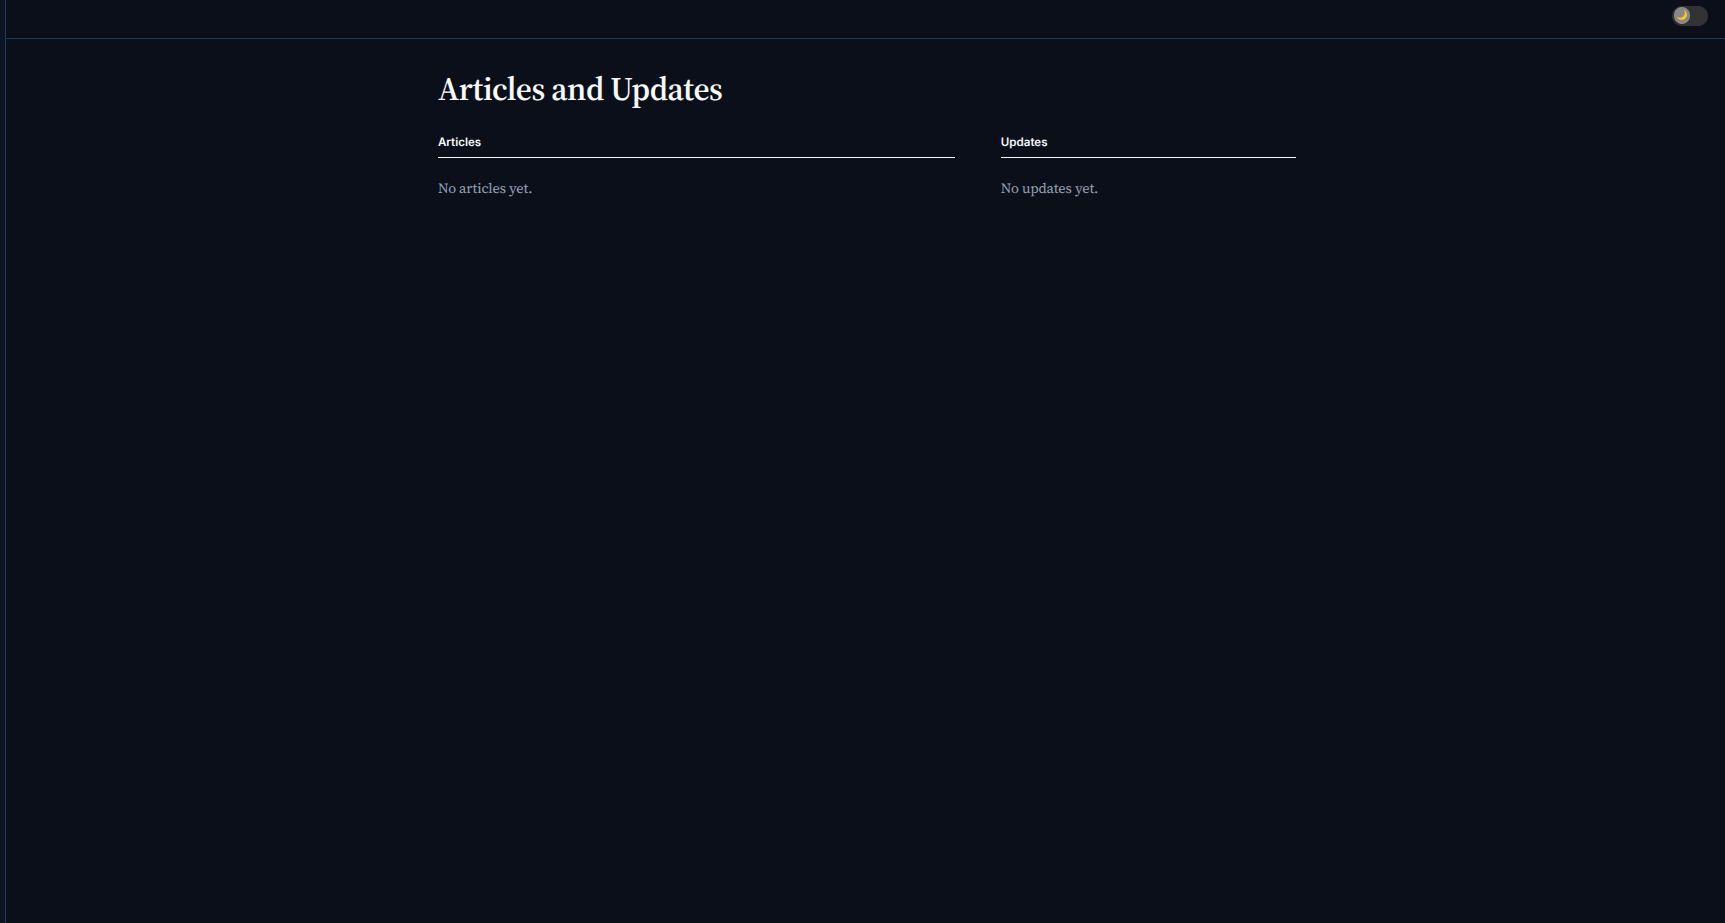 Articles and Updates
Articles
Updates
No articles yet.
No updates yet.